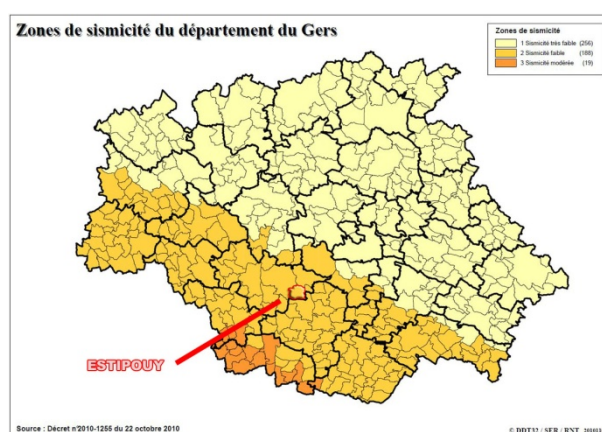 Zones de sismicité du département du Gers
Zones de sismicité
1 Sismicité très faible (256)
2 Sismicité faible (188)
3 Sismicité modérée (19)
ESTIPOUY
Source : Décret n°2010-1255 du 22 octobre 2010
© DDT32 / SER / RNT